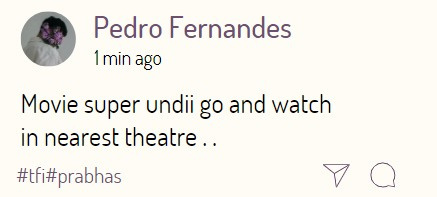 Pedro Fernandes
1 min ago
Movie super undii go and watch
in nearest theatre . .
#tfi#prabhas